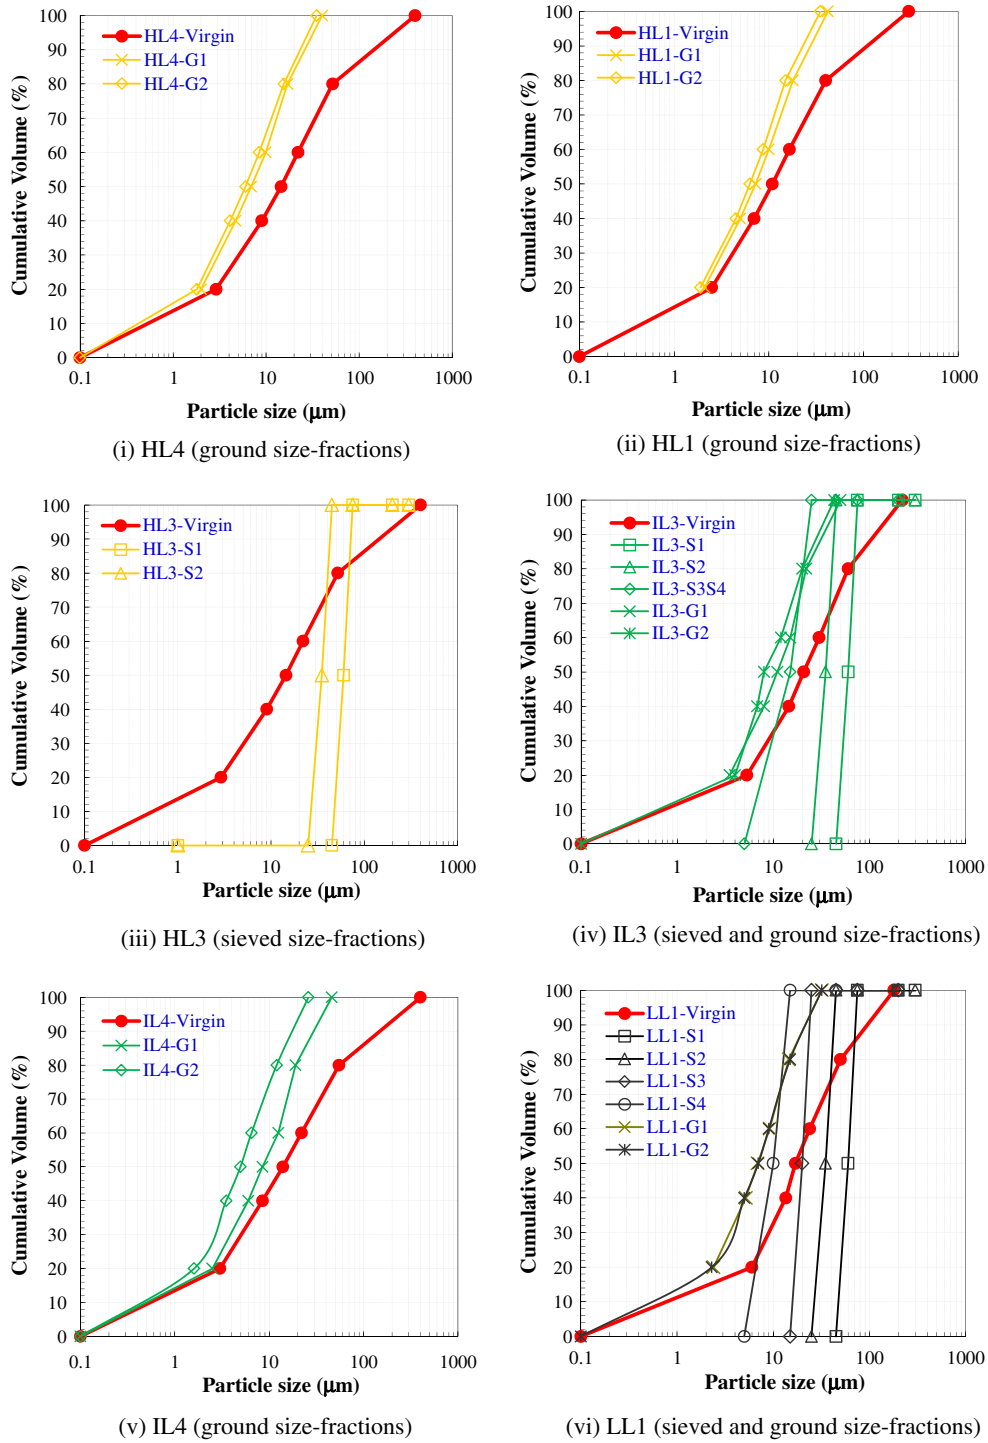 Cumulative Volume (%)
100
90
80
70
60
50
40
30
20
10
0
HL4-Virgin
HL4-G1
HL4-G2
0.1
1
10
100
1000
Particle size (μm)
(i) HL4 (ground size-fractions)
Cumulative Volume (%)
100
90
80
70
60
50
40
30
20
10
0
HL1-Virgin
HL1-G1
HL1-G2
0.1
1
10
100
1000
Particle size (μm)
(ii) HL1 (ground size-fractions)
Cumulative Volume (%)
100
90
80
70
60
50
40
30
20
10
0
HL3-Virgin
HL3-S1
HL3-S2
0.1
1
10
100
1000
Particle size (μm)
(iii) HL3 (sieved size-fractions)
Cumulative Volume (%)
100
90
80
70
60
50
40
30
20
10
0
IL3-Virgin
IL3-S1
IL3-S2
IL3-S3S4
IL3-G1
IL3-G2
0.1
1
10
100
1000
Particle size (μm)
(iv) IL3 (sieved and ground size-fractions)
Cumulative Volume (%)
100
90
80
70
60
50
40
30
20
10
0
IL4-Virgin
IL4-G1
IL4-G2
0.1
1
10
100
1000
Particle size (μm)
(v) IL4 (ground size-fractions)
Cumulative Volume (%)
100
90
80
70
60
50
40
30
20
10
0
LL1-Virgin
LL1-S1
LL1-S2
LL1-S3
LL1-S4
LL1-G1
LL1-G2
0.1
1
10
100
1000
Particle size (μm)
(vi) LL1 (sieved and ground size-fractions)